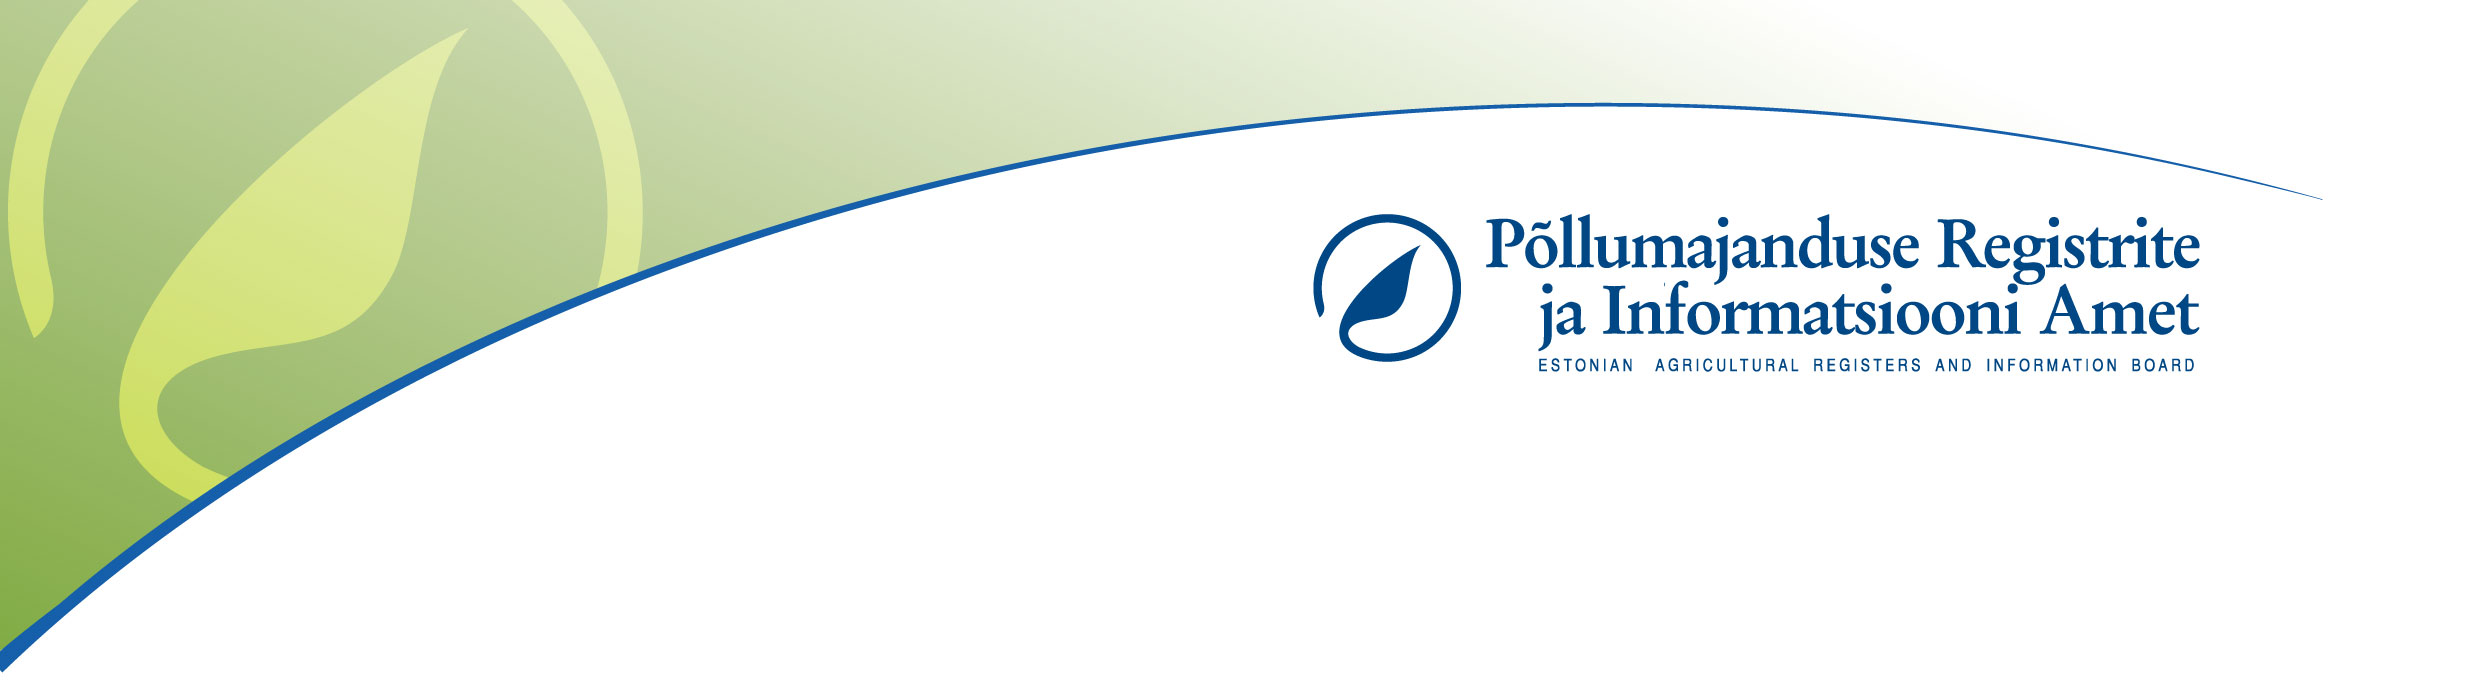 Põllumajanduse Registrite
ja Informatsiooni Amet
ESTONIAN AGRICULTURAL REGISTERS AND INFORMATION BOARD